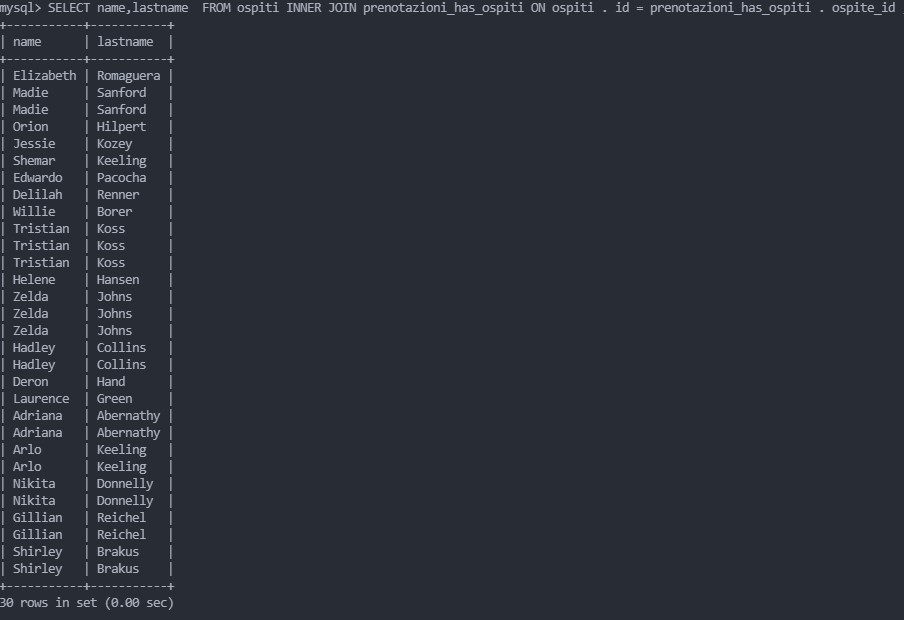 mysql> SELECT name,lastname  FROM ospiti INNER JOIN prenotazioni_has_ospiti ON ospiti . id = prenotazioni_has_ospiti . ospite_id
+-----------+-----------+
| name      | lastname  |
+-----------+-----------+
| Elizabeth | Romaguera |
| Madie     | Sanford   |
| Madie     | Sanford   |
| Orion     | Hilpert   |
| Jessie    | Kozey     |
| Shemar    | Keeling   |
| Edwardo   | Pacocha   |
| Delilah   | Renner    |
| Willie    | Borer     |
| Tristian  | Koss      |
| Tristian  | Koss      |
| Tristian  | Koss      |
| Helene    | Hansen    |
| Zelda     | Johns     |
| Zelda     | Johns     |
| Zelda     | Johns     |
| Hadley    | Collins   |
| Hadley    | Collins   |
| Deron     | Hand      |
| Laurence  | Green     |
| Adriana   | Abernathy |
| Adriana   | Abernathy |
| Arlo      | Keeling   |
| Arlo      | Keeling   |
| Nikita    | Donnelly  |
| Nikita    | Donnelly  |
| Gillian   | Reichel   |
| Gillian   | Reichel   |
| Shirley   | Brakus    |
| Shirley   | Brakus    |
+-----------+-----------+
30 rows in set (0.00 sec)